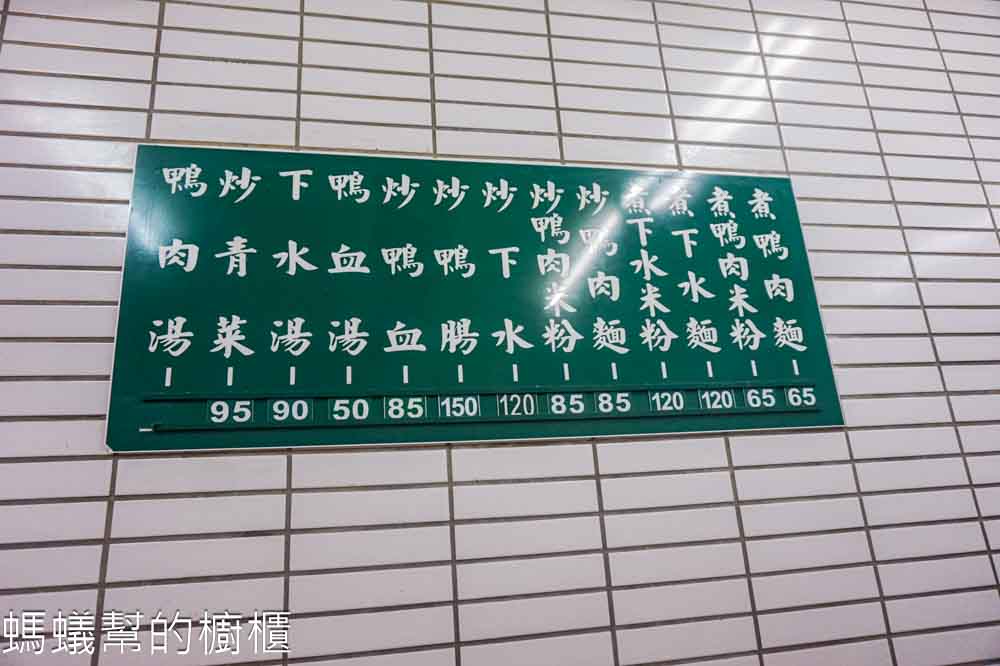 煮鴨肉麵 65
煮鴨肉米粉 65
煮下水麵 120
煮下水米粉 120
炒鴨肉麵 85
炒鴨肉米粉 85
炒下水 120
炒鴨腸 150
炒鴨血 85
鴨血湯 50
下水湯 90
炒青菜 95
鴨肉湯
螞蟻幫的櫥櫃